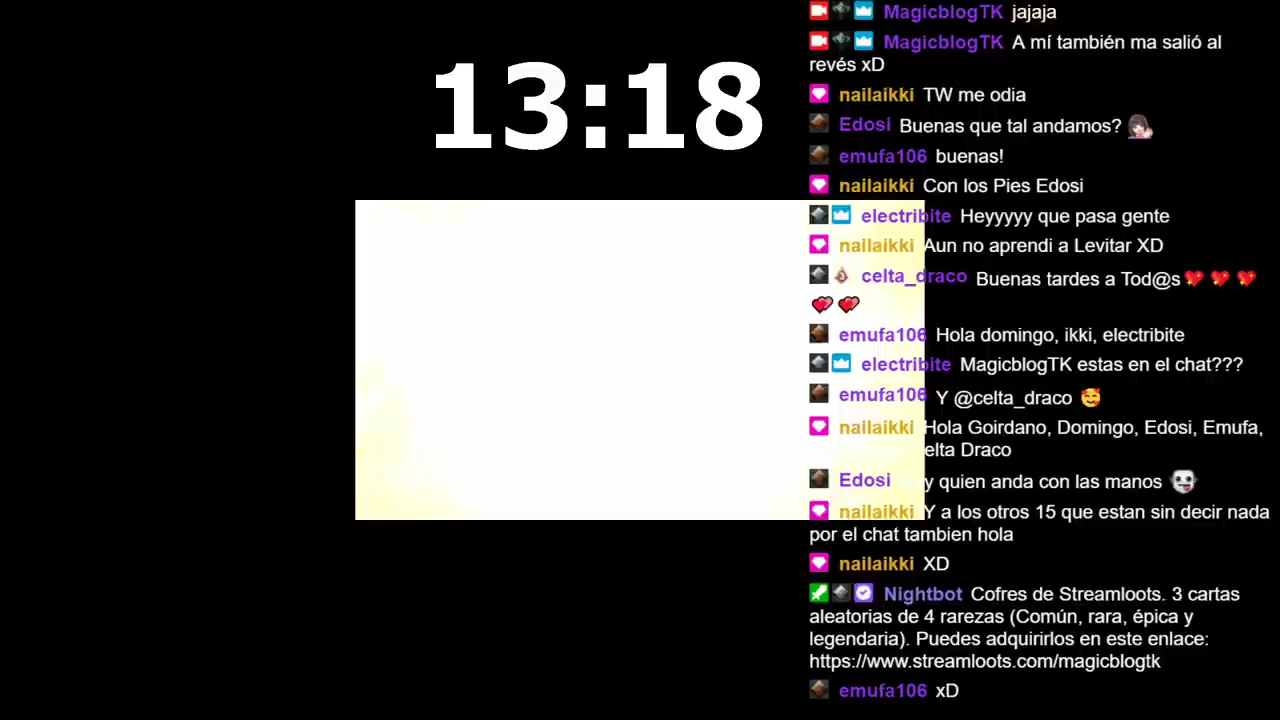 MagicblogTK jajaja
13:18
MagicblogTK A mí también ma salió al
revés xD
nailaikki TW me odia
Edosi Buenas que tal andamos?
emufa106 buenas!
nailaikki Con los Pies Edosi
electribite Heyyyyy que pasa gente
nailaikki Aun no aprendi a Levitar XD
celta_draco Buenas tardes a Tod@s
emufa106 Hola domingo, ikki, electribite
electribite MagicblogTK estas en el chat???
emufa106 Y @celta_draco
nailaikki Hola Goirdano, Domingo, Edosi, Emufa,
elta Draco
Edosi y quien anda con las manos
nailaikki Y a los otros 15 que estan sin decir nada
por el chat tambien hola
nailaikki XD
Nightbot Cofres de Streamloots. 3 cartas
aleatorias de 4 rarezas (Común, rara, épica y
legendaria). Puedes adquirirlos en este enlace:
https://www.streamloots.com/magicblogtk
emufa106 xD